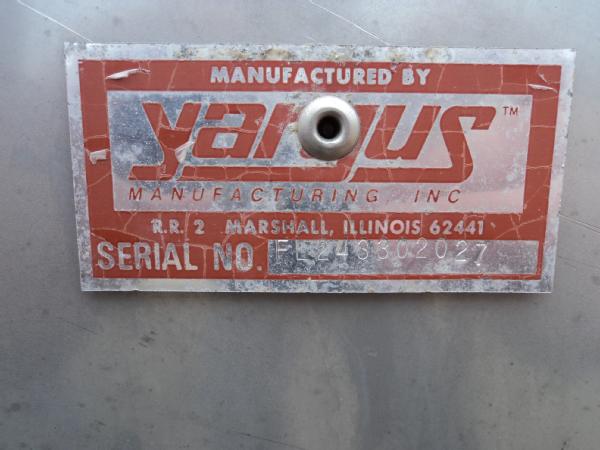 MANUFACTURED BY
Yargus™
MANUFACTURING, INC
R.R. 2 MARSHALL, ILLINOIS 62441
SERIAL NO.